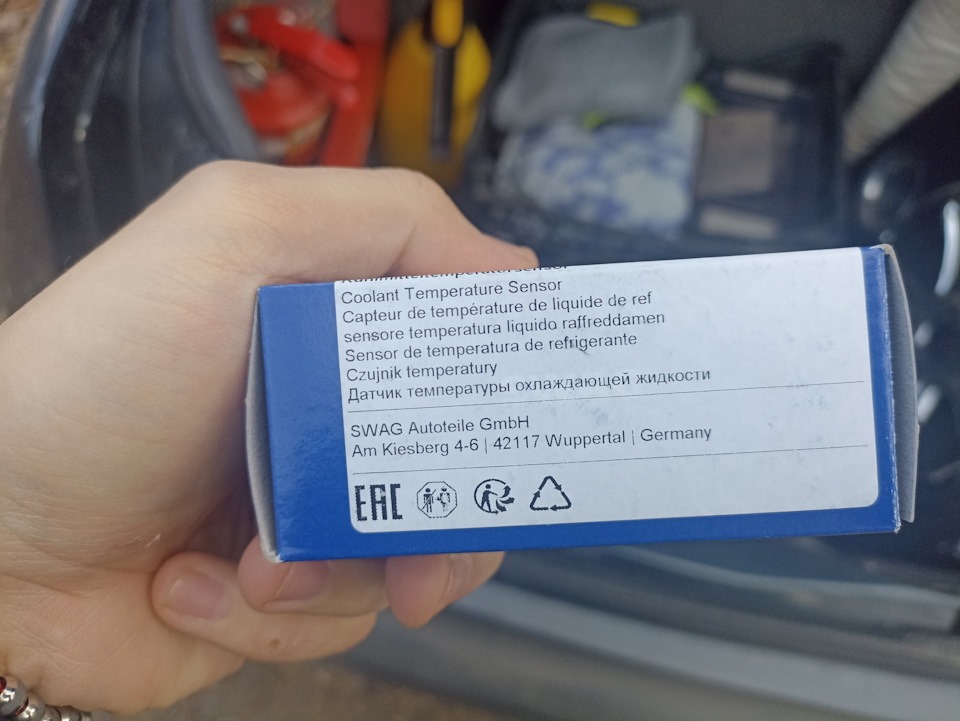 Kühlmitteltemperatursensor
Coolant Temperature Sensor
Capteur de température de liquide de ref
sensore temperatura liquido raffreddamen
Sensor de temperatura de refrigerante
Czujnik temperatury
Датчик температуры охлаждающей жидкости
SWAG Autoteile GmbH
Am Kiesberg 4-6 | 42117 Wuppertal | Germany
EAC